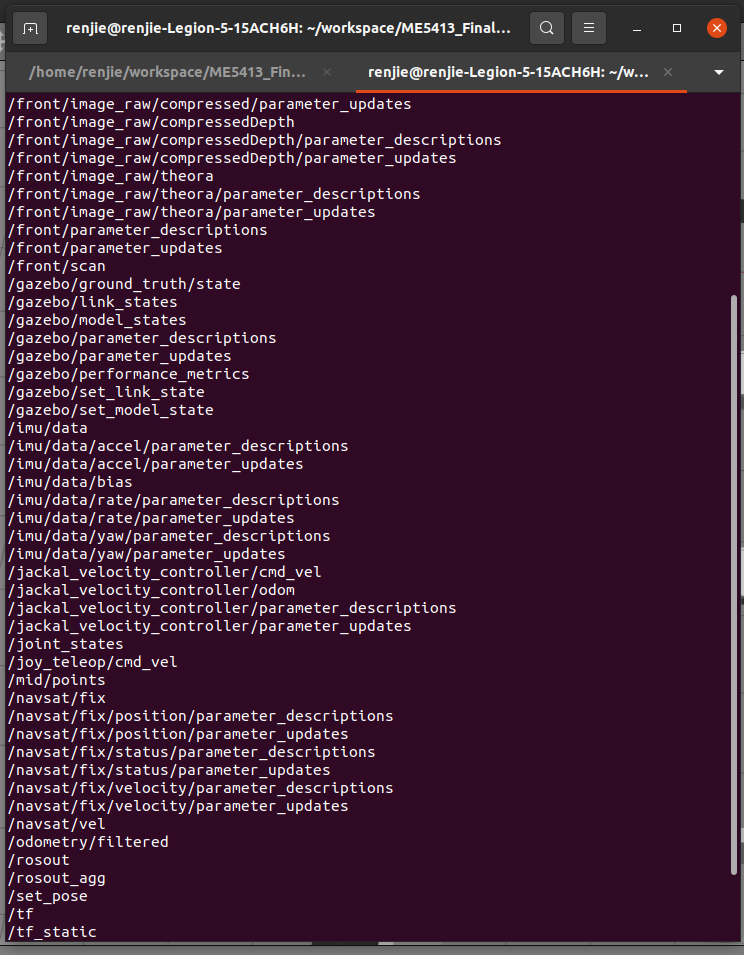 renjie@renjie-Legion-5-15ACH6H: ~/workspace/ME5413_Final...
/home/renjie/workspace/ME5413_Fin...
renjie@renjie-Legion-5-15ACH6H: ~/w...
/front/image_raw/compressed/parameter_updates
/front/image_raw/compressedDepth
/front/image_raw/compressedDepth/parameter_descriptions
/front/image_raw/compressedDepth/parameter_updates
/front/image_raw/theora
/front/image_raw/theora/parameter_descriptions
/front/image_raw/theora/parameter_updates
/front/parameter_descriptions
/front/parameter_updates
/front/scan
/gazebo/ground_truth/state
/gazebo/link_states
/gazebo/model_states
/gazebo/parameter_descriptions
/gazebo/parameter_updates
/gazebo/performance_metrics
/gazebo/set_link_state
/gazebo/set_model_state
/imu/data
/imu/data/accel/parameter_descriptions
/imu/data/accel/parameter_updates
/imu/data/bias
/imu/data/rate/parameter_descriptions
/imu/data/rate/parameter_updates
/imu/data/yaw/parameter_descriptions
/imu/data/yaw/parameter_updates
/jackal_velocity_controller/cmd_vel
/jackal_velocity_controller/odom
/jackal_velocity_controller/parameter_descriptions
/jackal_velocity_controller/parameter_updates
/joint_states
/joy_teleop/cmd_vel
/mid/points
/navsat/fix
/navsat/fix/position/parameter_descriptions
/navsat/fix/position/parameter_updates
/navsat/fix/status/parameter_descriptions
/navsat/fix/status/parameter_updates
/navsat/fix/velocity/parameter_descriptions
/navsat/fix/velocity/parameter_updates
/navsat/vel
/odometry/filtered
/rosout
/rosout_agg
/set_pose
/tf
/tf_static